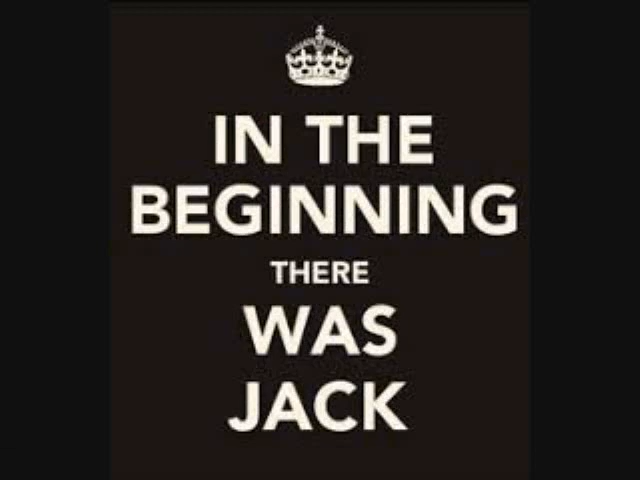 IN THE
BEGINNING
THERE
WAS
JACK